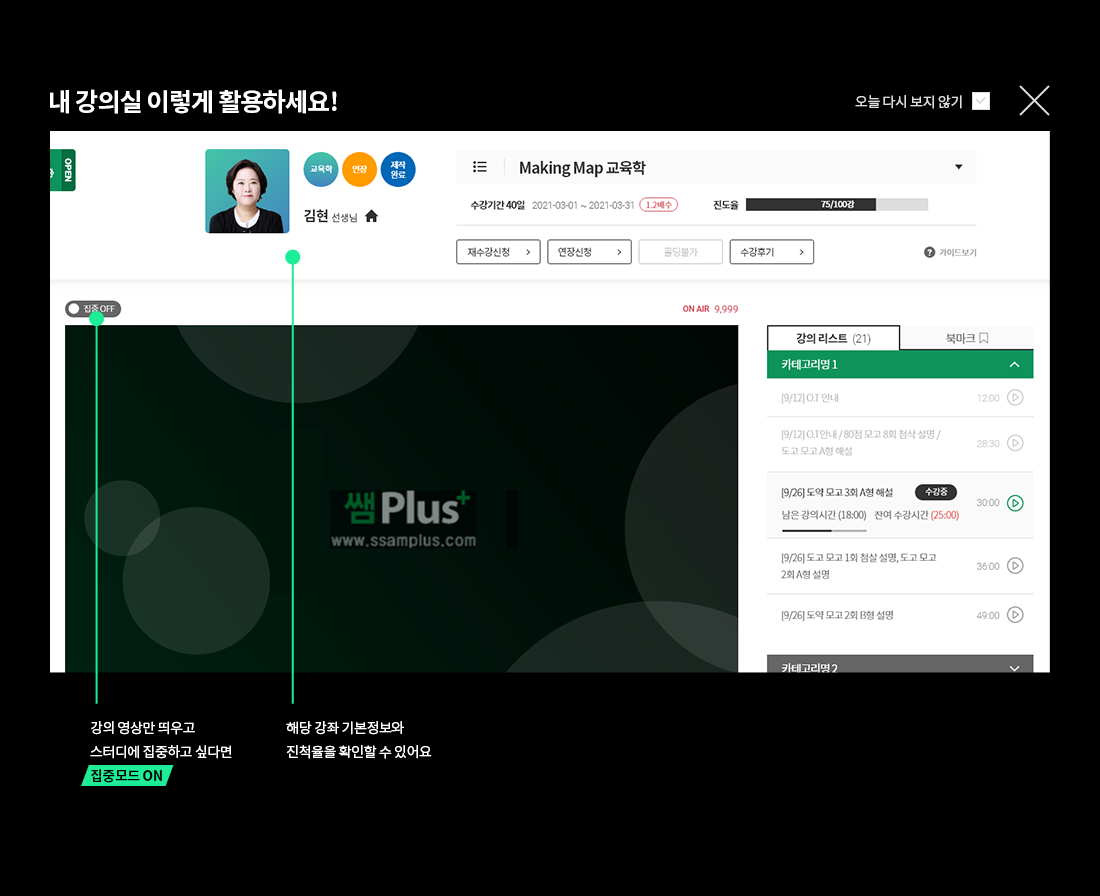 내 강의실 이렇게 활용하세요!
오늘 다시 보지 않기
OPEN
교육학
연장
제작
완료
김현 선생님
Making Map 교육학
수강기간 40일 2021-03-01 ~ 2021-03-31 1.2배수
진도율 75/100강
재수강신청 >
연장신청 >
홀딩불가
수강후기 >
? 가이드보기
집중 OFF
ON AIR 9,999
쌤Plus+
www.ssamplus.com
강의 리스트 (21)
북마크
카테고리명 1
[9/12] O.T 안내 12:00
[9/12] O.T 안내 / 80점 모고 8회 첨삭 설명 /
도고 모고 A형 해설 28:30
[9/26] 도약 모고 3회 A형 해설 수강중
남은 강의시간 (18:00) 잔여 수강시간 (25:00)
30:00
[9/26] 도고 모고 1회 첨삭 설명, 도고 모고
2회 A형 설명 36:00
[9/26] 도약 모고 2회 B형 설명 49:00
카테고리명 2
강의 영상만 띄우고
스터디에 집중하고 싶다면
집중모드 ON
해당 강좌 기본정보와
진척율을 확인할 수 있어요